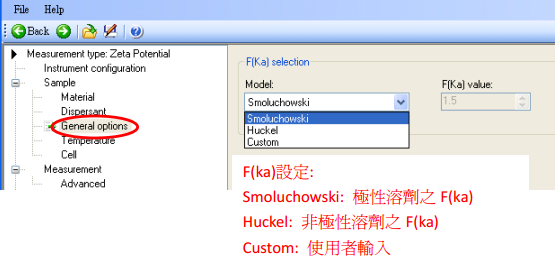 File Help
Back
Measurement type: Zeta Potential
Instrument configuration
Sample
Material
Dispersant
General options
Temperature
Cell
Measurement
Advanced
F(Ka) selection
Model: F(Ka) value:
Smoluchowski 1.5
Smoluchowski
Huckel
Custom
F(ka)設定:
Smoluchowski: 極性溶劑之 F(ka)
Huckel: 非極性溶劑之 F(ka)
Custom: 使用者輸入